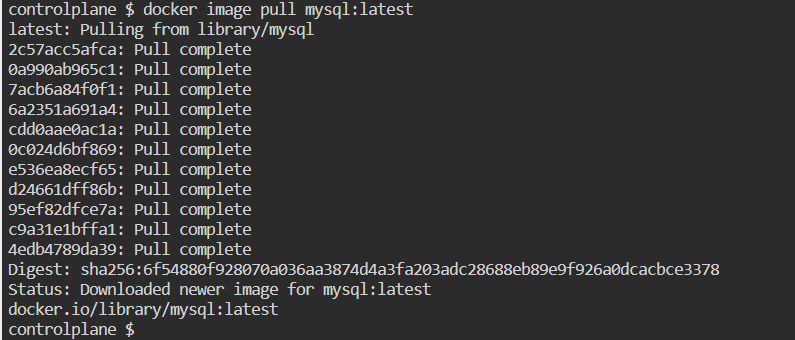 controlplane $ docker image pull mysql:latest
latest: Pulling from library/mysql
2c57acc5afca: Pull complete
0a990ab965c1: Pull complete
7acb6a84f0f1: Pull complete
6a2351a691a4: Pull complete
cdd0aae0ac1a: Pull complete
0c024d6bf869: Pull complete
e536ea8ecf65: Pull complete
d24661dff86b: Pull complete
95ef82dfce7a: Pull complete
c9a31e1bffa1: Pull complete
4edb4789da39: Pull complete
Digest: sha256:6f54880f928070a036aa3874d4a3fa203adc28688eb89e9f926a0dcacbce3378
Status: Downloaded newer image for mysql:latest
docker.io/library/mysql:latest
controlplane $